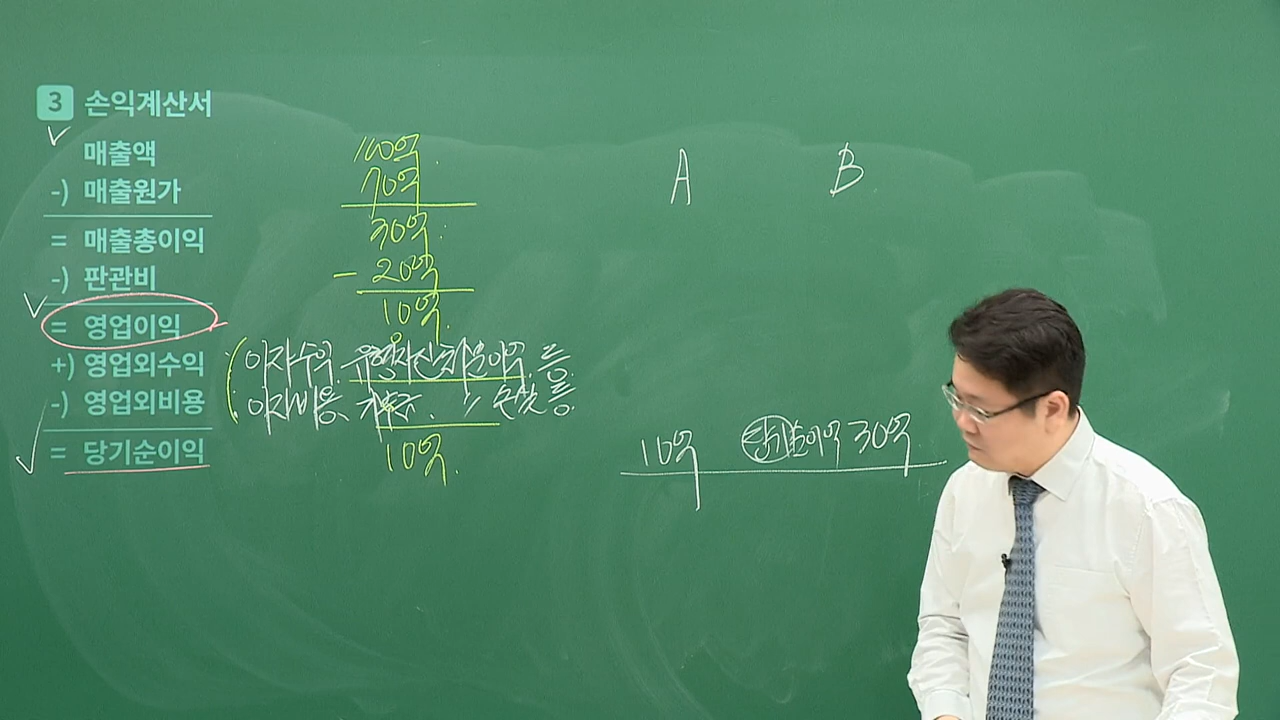 3 손익계산서
매출액 100억
-) 매출원가 70억
= 매출총이익 30억
-) 판관비 - 20억
= 영업이익 10억
+) 영업외수익 이자수익 유형자산처분이익 등
-) 영업외비용 이자비용, 기부금, 〃 손실 등
= 당기순이익 10억
A B
10억 당기순이익 30억